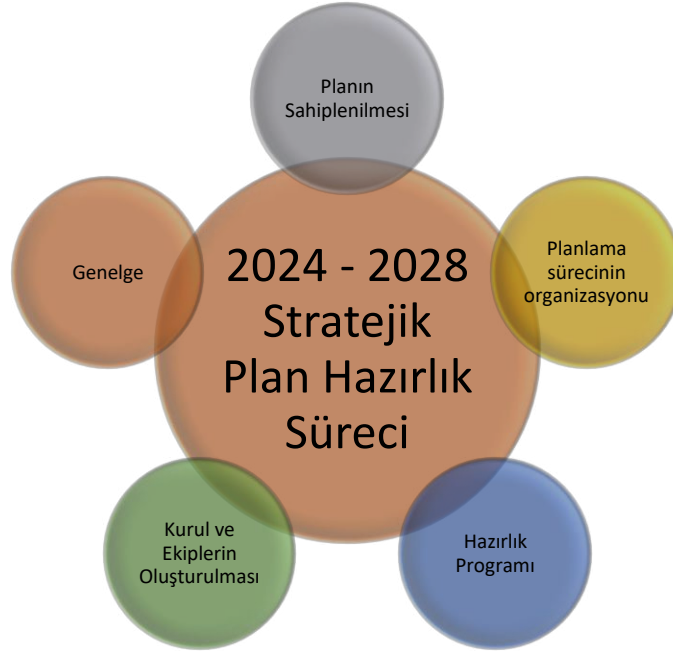 Planın
Sahiplenilmesi
Planlama
sürecinin
organizasyonu
Hazırlık
Programı
Kurul ve
Ekiplerin
Oluşturulması
Genelge
2024 - 2028
Stratejik
Plan Hazırlık
Süreci